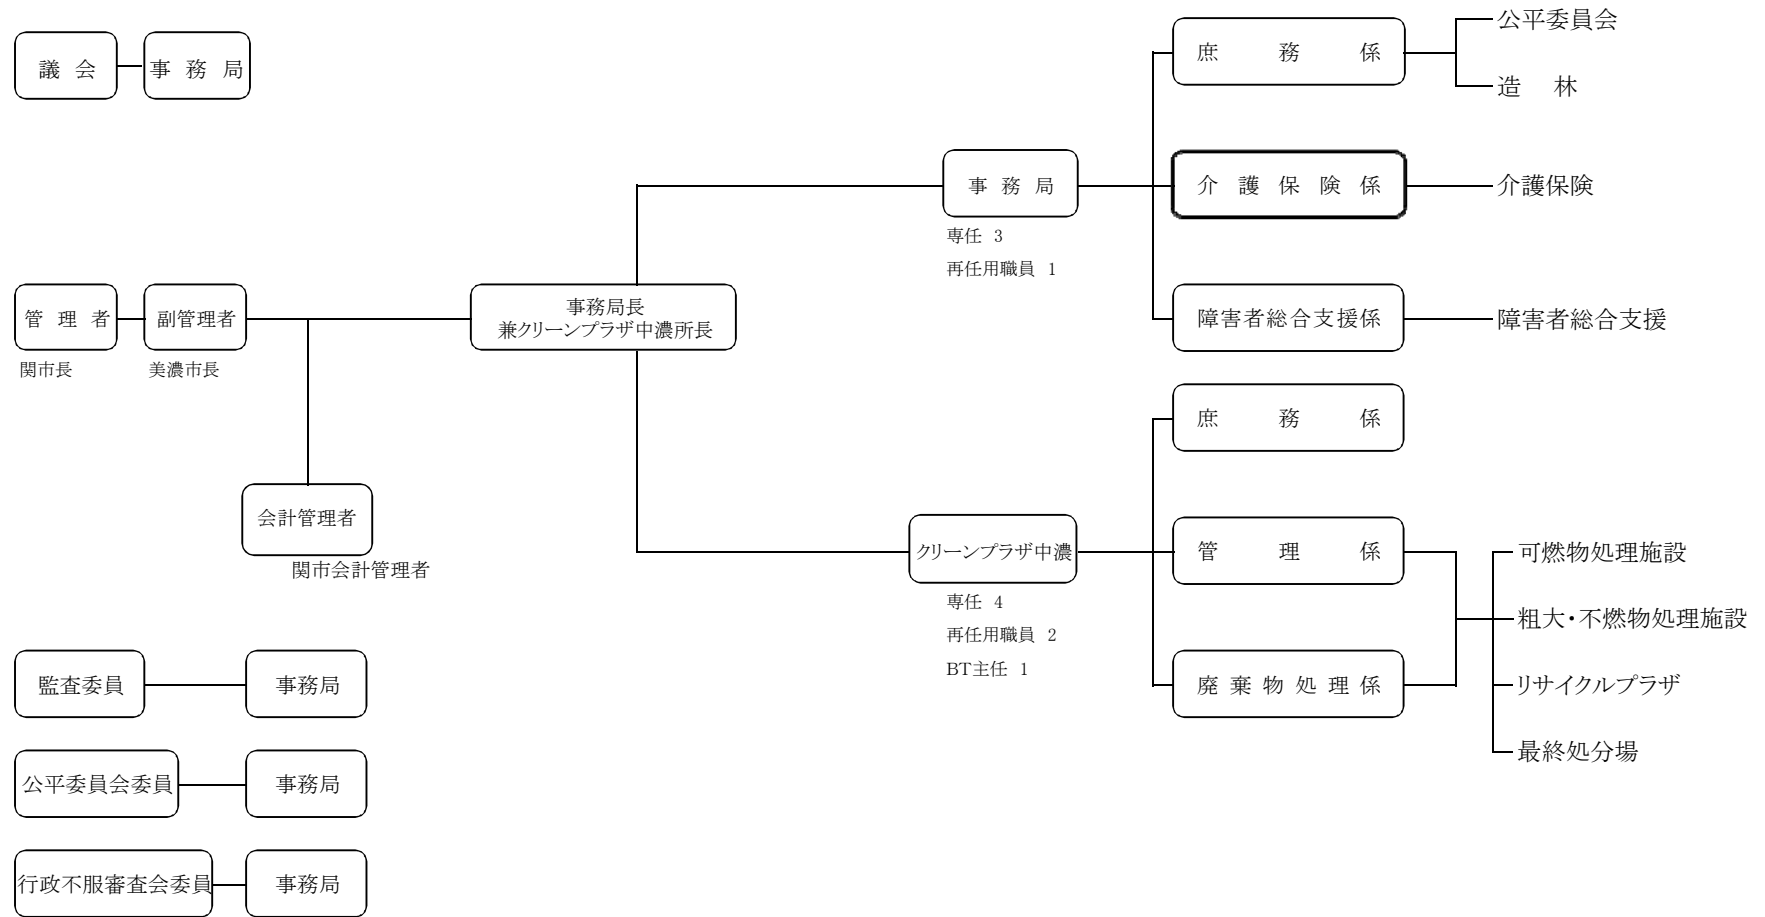 議会
事務局
管理者
関市長
副管理者
美濃市長
会計管理者
関市会計管理者
事務局長
兼クリーンプラザ中濃所長
事務局
専任 3
再任用職員 1
庶務係
公平委員会
造林
介護保険係
介護保険
障害者総合支援係
障害者総合支援
クリーンプラザ中濃
専任 4
再任用職員 2
BT主任 1
庶務係
管理係
廃棄物処理係
可燃物処理施設
粗大・不燃物処理施設
リサイクルプラザ
最終処分場
監査委員
事務局
公平委員会委員
事務局
行政不服審査会委員
事務局